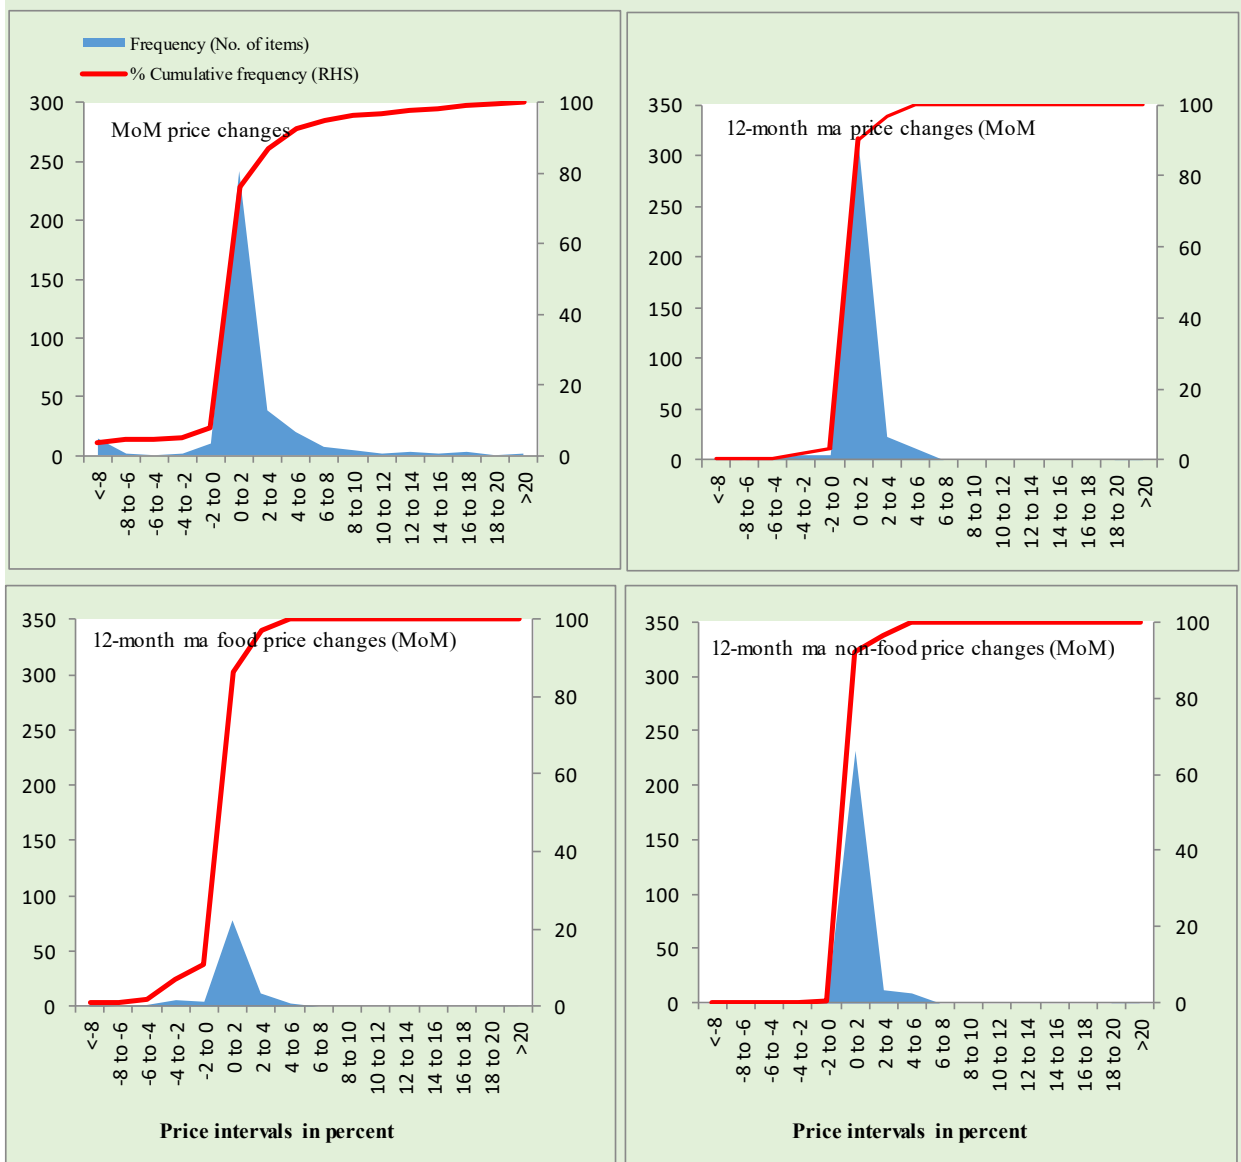 Frequency (No. of items)
% Cumulative frequency (RHS)
MoM price changes
300
250
200
150
100
50
0
100
80
60
40
20
0
<-8
-8 to -6
-6 to -4
-4 to -2
-2 to 0
0 to 2
2 to 4
4 to 6
6 to 8
8 to 10
10 to 12
12 to 14
14 to 16
16 to 18
18 to 20
>20
12-month ma price changes (MoM
350
300
250
200
150
100
50
0
100
80
60
40
20
0
<-8
-8 to -6
-6 to -4
-4 to -2
-2 to 0
0 to 2
2 to 4
4 to 6
6 to 8
8 to 10
10 to 12
12 to 14
14 to 16
16 to 18
18 to 20
>20
12-month ma food price changes (MoM)
350
300
250
200
150
100
50
0
100
80
60
40
20
0
<-8
-8 to -6
-6 to -4
-4 to -2
-2 to 0
0 to 2
2 to 4
4 to 6
6 to 8
8 to 10
10 to 12
12 to 14
14 to 16
16 to 18
18 to 20
>20
Price intervals in percent
12-month ma non-food price changes (MoM)
350
300
250
200
150
100
50
0
100
80
60
40
20
0
<-8
-8 to -6
-6 to -4
-4 to -2
-2 to 0
0 to 2
2 to 4
4 to 6
6 to 8
8 to 10
10 to 12
12 to 14
14 to 16
16 to 18
18 to 20
>20
Price intervals in percent